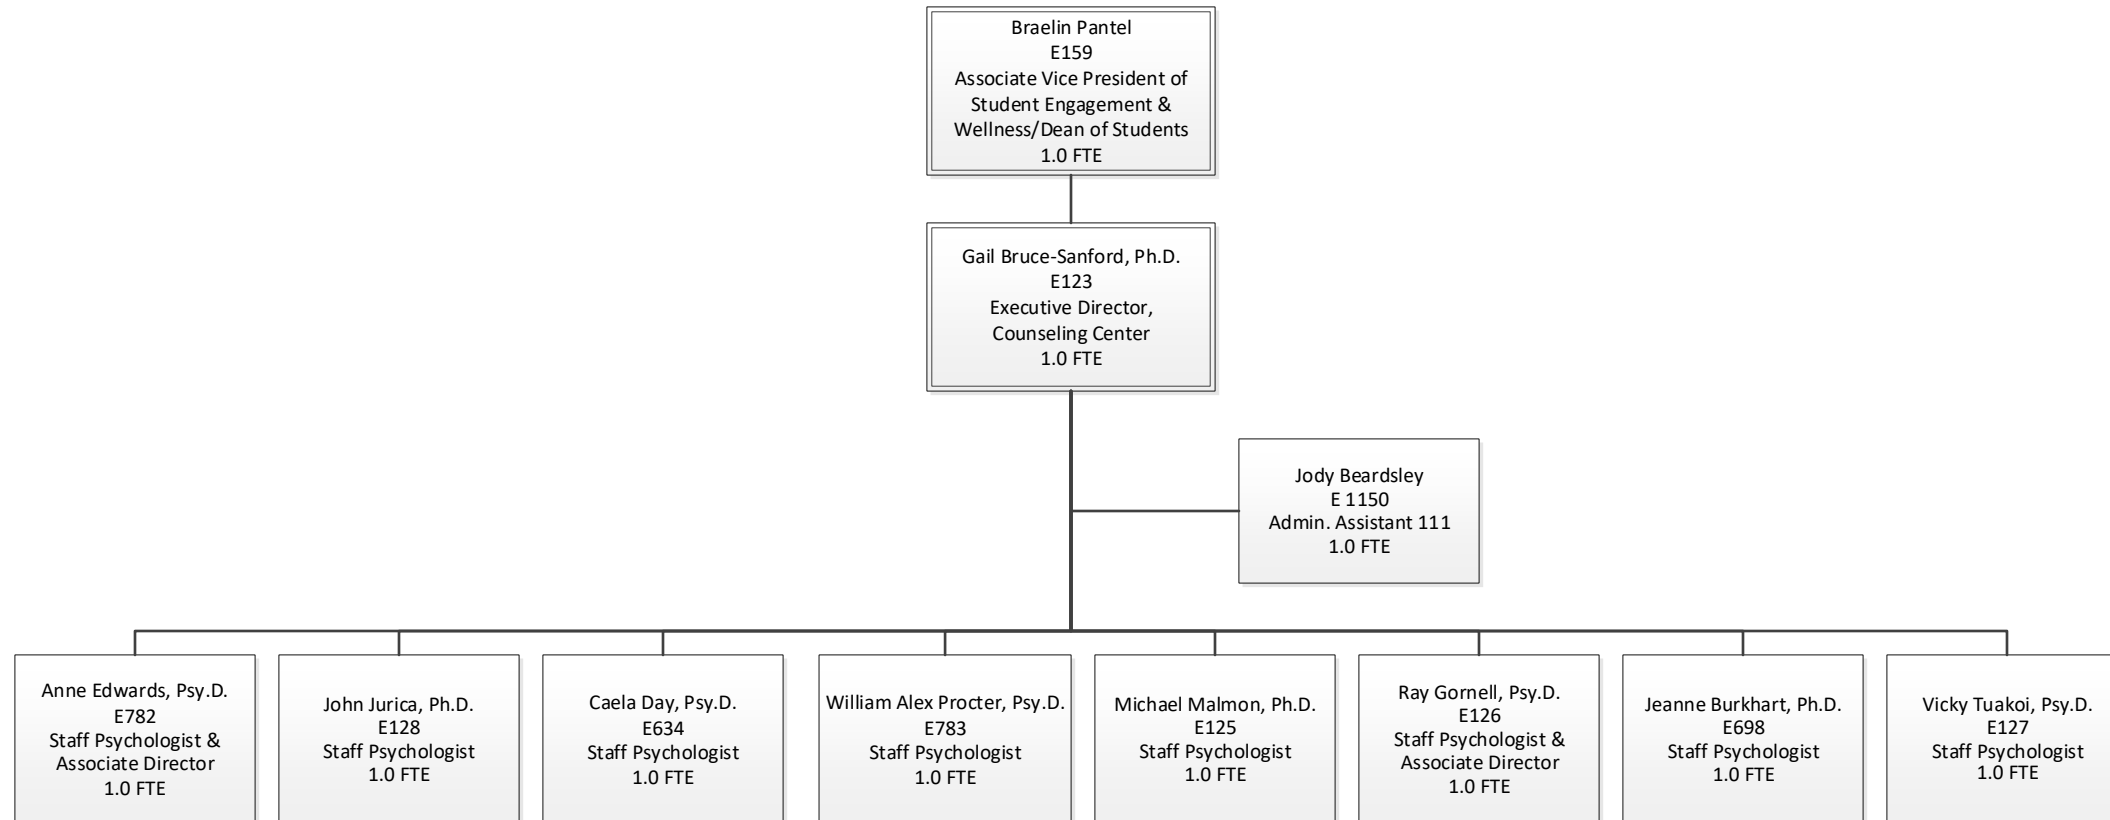 Braelin Pantel
E159
Associate Vice President of
Student Engagement &
Wellness/Dean of Students
1.0 FTE
Gail Bruce-Sanford, Ph.D.
E123
Executive Director,
Counseling Center
1.0 FTE
Jody Beardsley
E 1150
Admin. Assistant 111
1.0 FTE
Anne Edwards, Psy.D.
E782
Staff Psychologist &
Associate Director
1.0 FTE
John Jurica, Ph.D.
E128
Staff Psychologist
1.0 FTE
Caela Day, Psy.D.
E634
Staff Psychologist
1.0 FTE
William Alex Procter, Psy.D.
E783
Staff Psychologist
1.0 FTE
Michael Malmon, Ph.D.
E125
Staff Psychologist
1.0 FTE
Ray Gornell, Psy.D.
E126
Staff Psychologist &
Associate Director
1.0 FTE
Jeanne Burkhart, Ph.D.
E698
Staff Psychologist
1.0 FTE
Vicky Tuakoi, Psy.D.
E127
Staff Psychologist
1.0 FTE